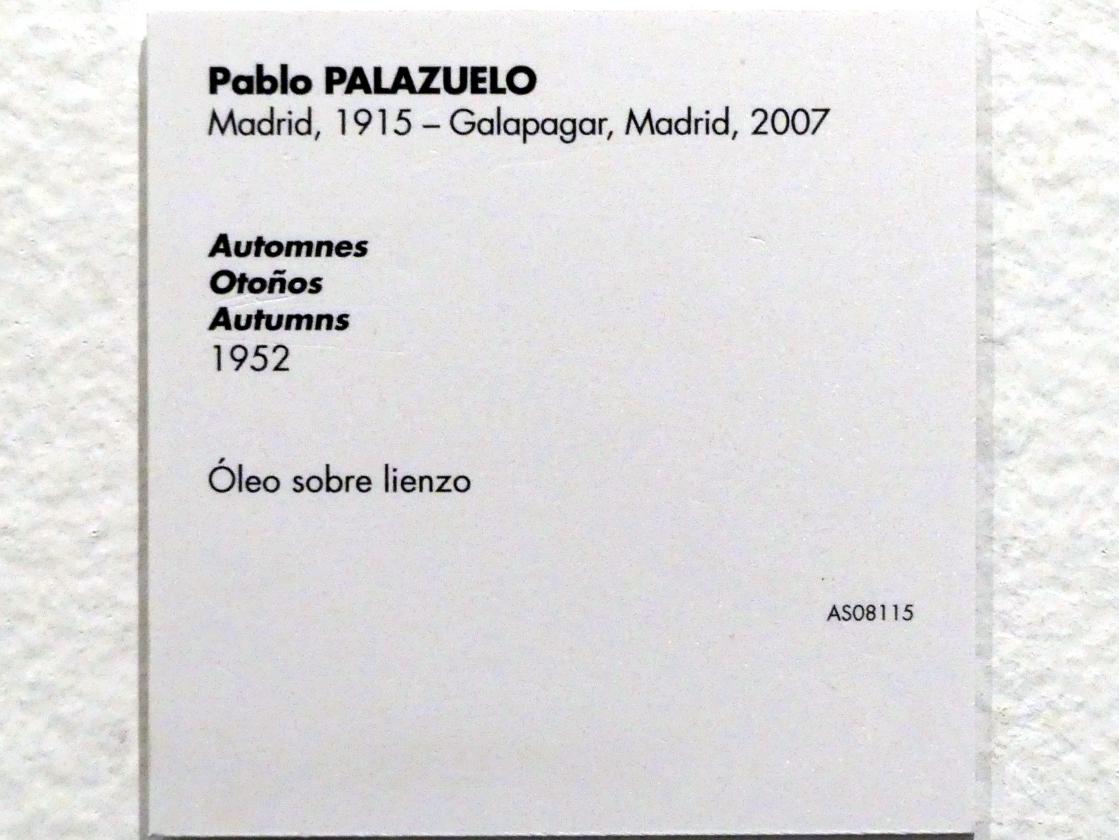 Pablo PALAZUELO
Madrid, 1915 – Galapagar, Madrid, 2007
Automnes
Otoños
Autumns
1952
Óleo sobre lienzo
AS08115